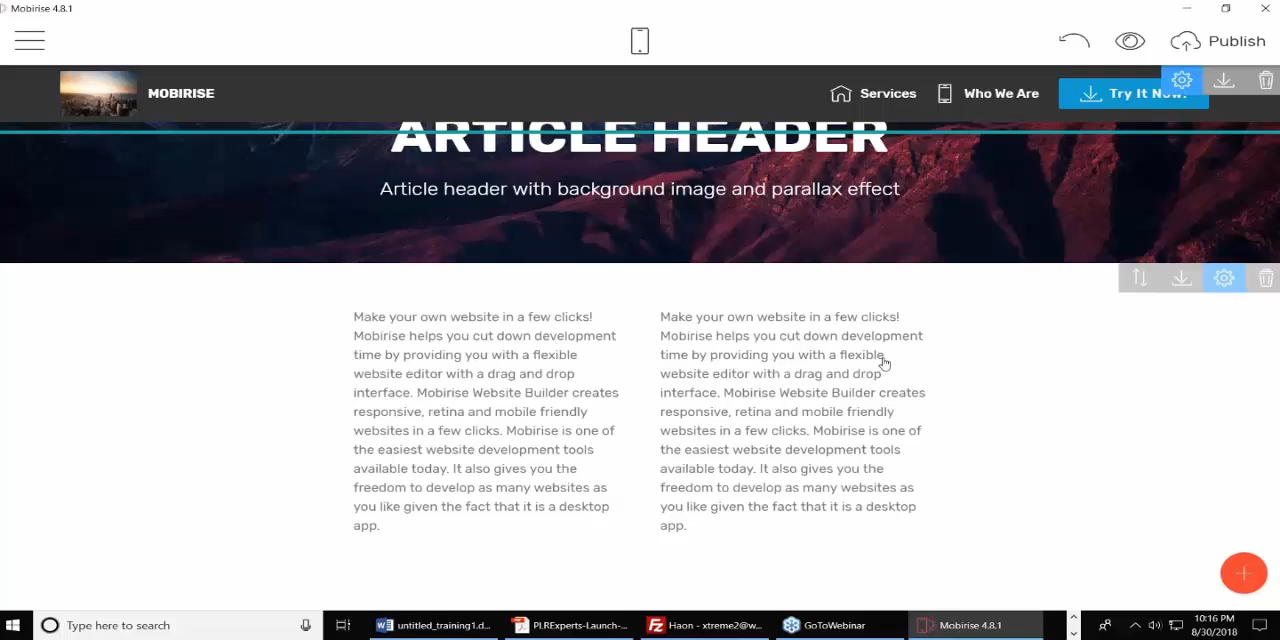 Mobirise 4.8.1
Publish
MOBIRISE
Services
Who We Are
Try It Now!
ARTICLE HEADER
Article header with background image and parallax effect
Make your own website in a few clicks!
Mobirise helps you cut down development
time by providing you with a flexible
website editor with a drag and drop
interface. Mobirise Website Builder creates
responsive, retina and mobile friendly
websites in a few clicks. Mobirise is one of
the easiest website development tools
available today. It also gives you the
freedom to develop as many websites as
you like given the fact that it is a desktop
app.
Make your own website in a few clicks!
Mobirise helps you cut down development
time by providing you with a flexible
website editor with a drag and drop
interface. Mobirise Website Builder creates
responsive, retina and mobile friendly
websites in a few clicks. Mobirise is one of
the easiest website development tools
available today. It also gives you the
freedom to develop as many websites as
you like given the fact that it is a desktop
app.
Type here to search
untitled_training1.d...
PLRExperts-Launch-...
Haon - xtreme2@w...
GoToWebinar
Mobirise 4.8.1
10:16 PM
8/30/2018